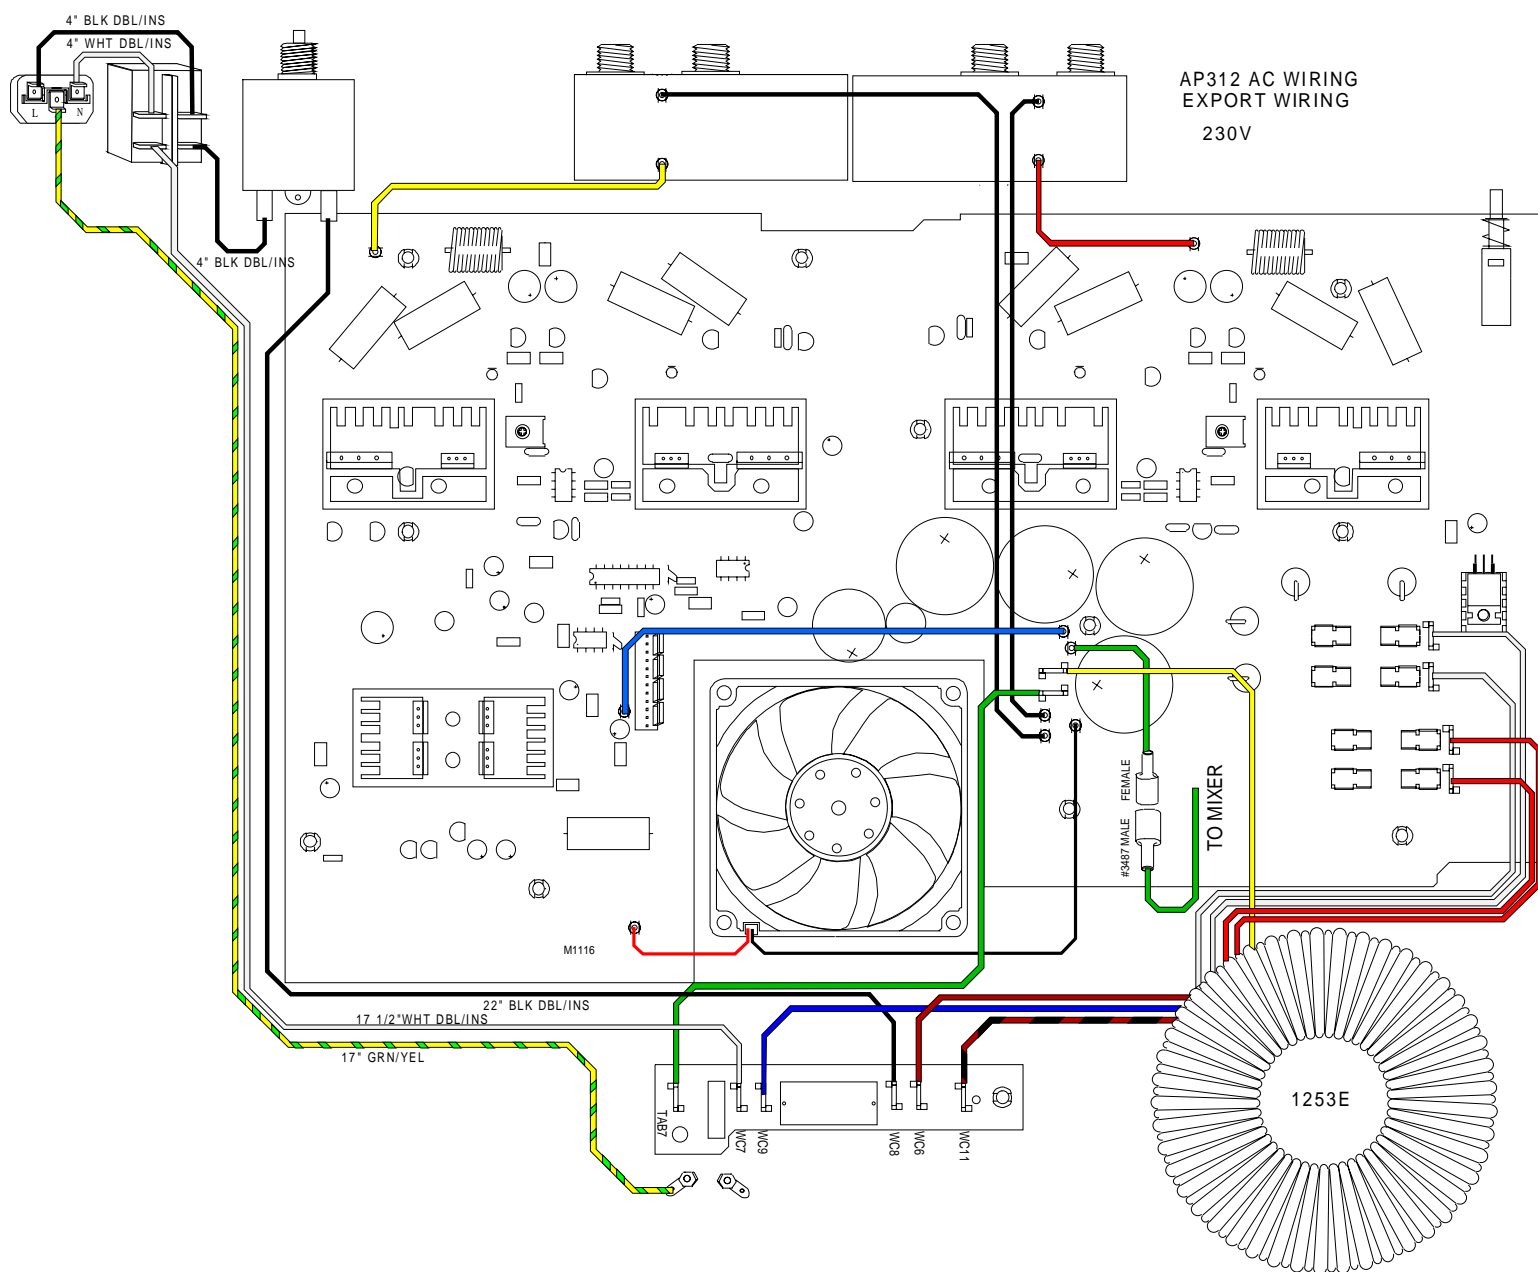 4" BLK DBL/INS
4" WHT DBL/INS
L
N
AP312 AC WIRING
EXPORT WIRING
230V
4" BLK DBL/INS
#3487 MALE
FEMALE
TO MIXER
M1116
22" BLK DBL/INS
17 1/2"WHT DBL/INS
17" GRN/YEL
1253E
TAB7
WC7
WC9
WC8
WC6
WC11